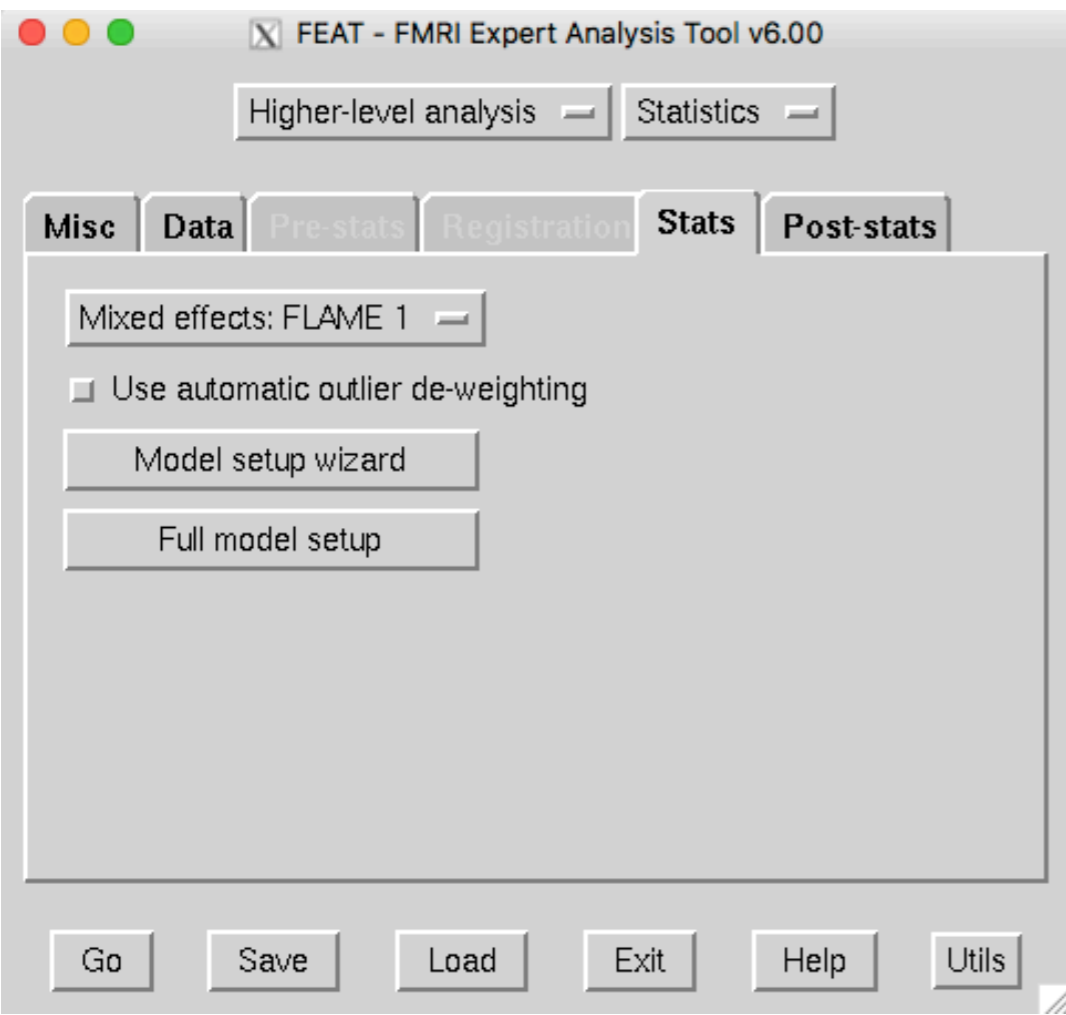 FEAT - FMRI Expert Analysis Tool v6.00
Higher-level analysis Statistics
Misc Data Pre-stats Registration Stats Post-stats
Mixed effects: FLAME 1
Use automatic outlier de-weighting
Model setup wizard
Full model setup
Go Save Load Exit Help Utils